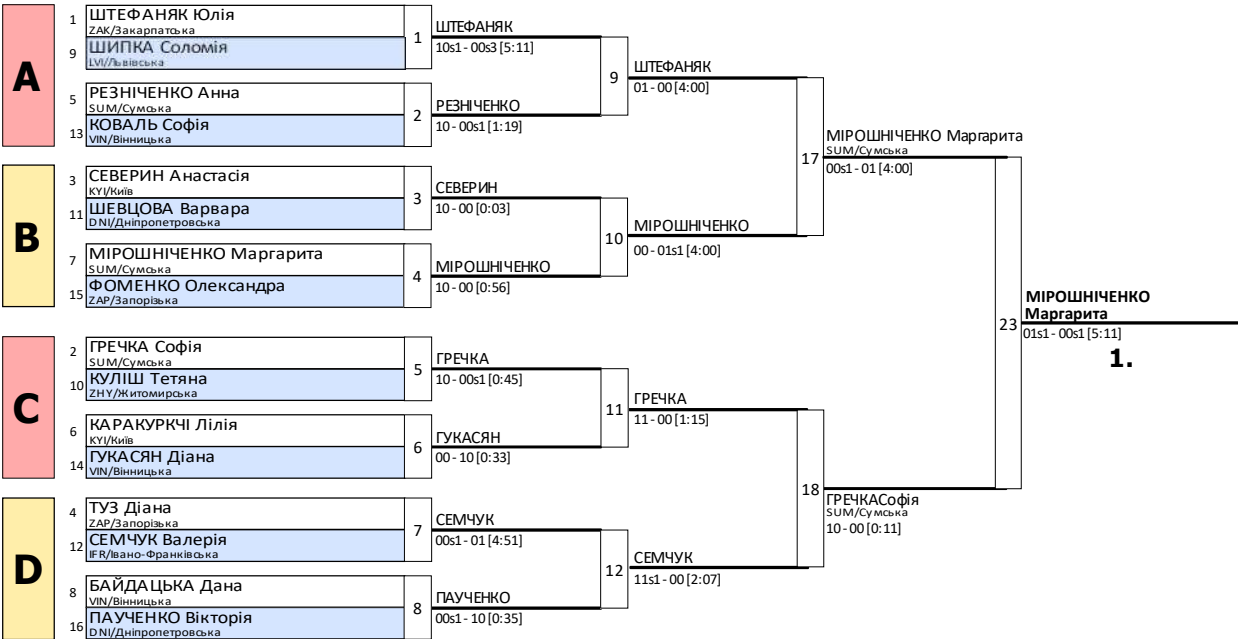 A
1 ШТЕФАНЯК Юлія
ZAK/Закарпатська
9 ШИПКА Соломія
LVI/Львівська
1
ШТЕФАНЯК
10s1 - 00s3 [5:11]
5 РЕЗНІЧЕНКО Анна
SUM/Сумська
13 КОВАЛЬ Софія
VIN/Вінницька
2
РЕЗНІЧЕНКО
10 - 00s1 [1:19]
9
ШТЕФАНЯК
01 - 00 [4:00]
B
3 СЕВЕРИН Анастасія
KYI/Київ
11 ШЕВЦОВА Варвара
DNI/Дніпропетровська
3
СЕВЕРИН
10 - 00 [0:03]
7 МІРОШНІЧЕНКО Маргарита
SUM/Сумська
15 ФОМЕНКО Олександра
ZAP/Запорізька
4
МІРОШНІЧЕНКО
10 - 00 [0:56]
10
МІРОШНІЧЕНКО
00 - 01s1 [4:00]
17
МІРОШНІЧЕНКО Маргарита
SUM/Сумська
00s1 - 01 [4:00]
C
2 ГРЕЧКА Софія
SUM/Сумська
10 КУЛІШ Тетяна
ZHY/Житомирська
5
ГРЕЧКА
10 - 00s1 [0:45]
6 КАРАКУРКЧІ Лілія
KYI/Київ
14 ГУКАСЯН Діана
VIN/Вінницька
6
ГУКАСЯН
00 - 10 [0:33]
11
ГРЕЧКА
11 - 00 [1:15]
D
4 ТУЗ Діана
ZAP/Запорізька
12 СЕМЧУК Валерія
IFR/Івано-Франківська
7
СЕМЧУК
00s1 - 01 [4:51]
8 БАЙДАЦЬКА Дана
VIN/Вінницька
16 ПАУЧЕНКО Вікторія
DNI/Дніпропетровська
8
ПАУЧЕНКО
00s1 - 10 [0:35]
12
СЕМЧУК
11s1 - 00 [2:07]
18
ГРЕЧКАСофія
SUM/Сумська
10 - 00 [0:11]
23
МІРОШНІЧЕНКО
Маргарита
01s1 - 00s1 [5:11]
1.